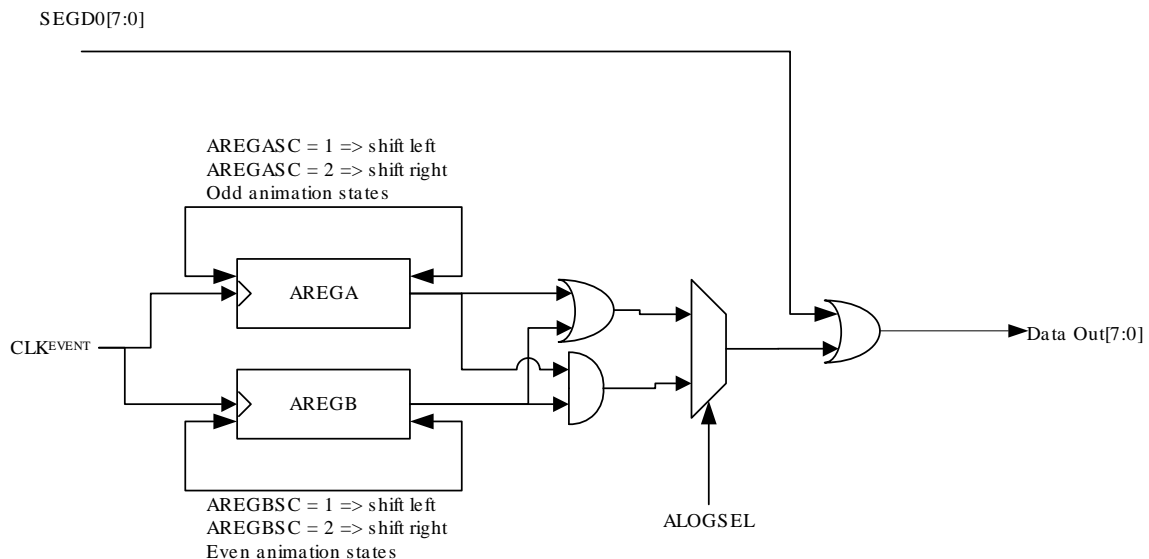 SEGD0[7:0]
AREGASC = 1 => shift left
AREGASC = 2 => shift right
Odd animation states
AREGA
CLKEVENT
AREGB
Data Out[7:0]
AREGBSC = 1 => shift left
AREGBSC = 2 => shift right
Even animation states
ALOGSEL